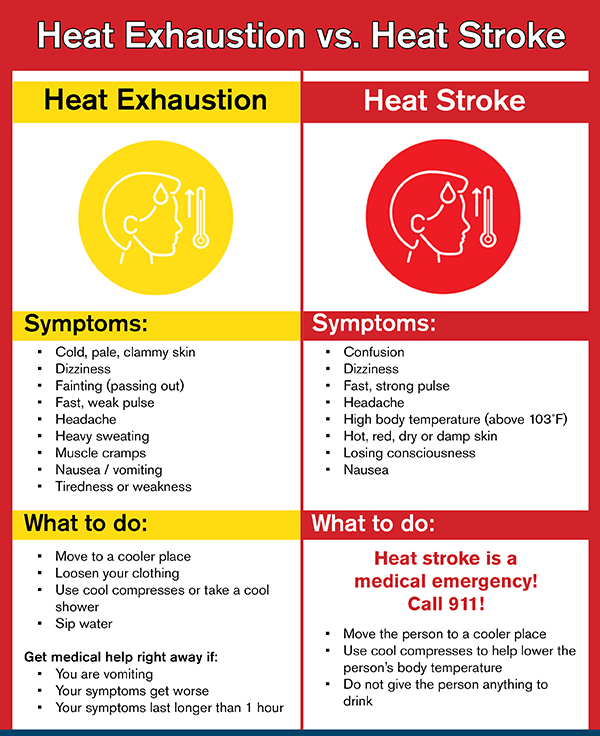 Heat Exhaustion vs. Heat Stroke
Heat Exhaustion
Symptoms:
▪ Cold, pale, clammy skin
▪ Dizziness
▪ Fainting (passing out)
▪ Fast, weak pulse
▪ Headache
▪ Heavy sweating
▪ Muscle cramps
▪ Nausea / vomiting
▪ Tiredness or weakness
What to do:
▪ Move to a cooler place
▪ Loosen your clothing
▪ Use cool compresses or take a cool
shower
▪ Sip water
Get medical help right away if:
▪ You are vomiting
▪ Your symptoms get worse
▪ Your symptoms last longer than 1 hour
Heat Stroke
Symptoms:
▪ Confusion
▪ Dizziness
▪ Fast, strong pulse
▪ Headache
▪ High body temperature (above 103°F)
▪ Hot, red, dry or damp skin
▪ Losing consciousness
▪ Nausea
What to do:
Heat stroke is a
medical emergency!
Call 911!
▪ Move the person to a cooler place
▪ Use cool compresses to help lower the
person's body temperature
▪ Do not give the person anything to
drink